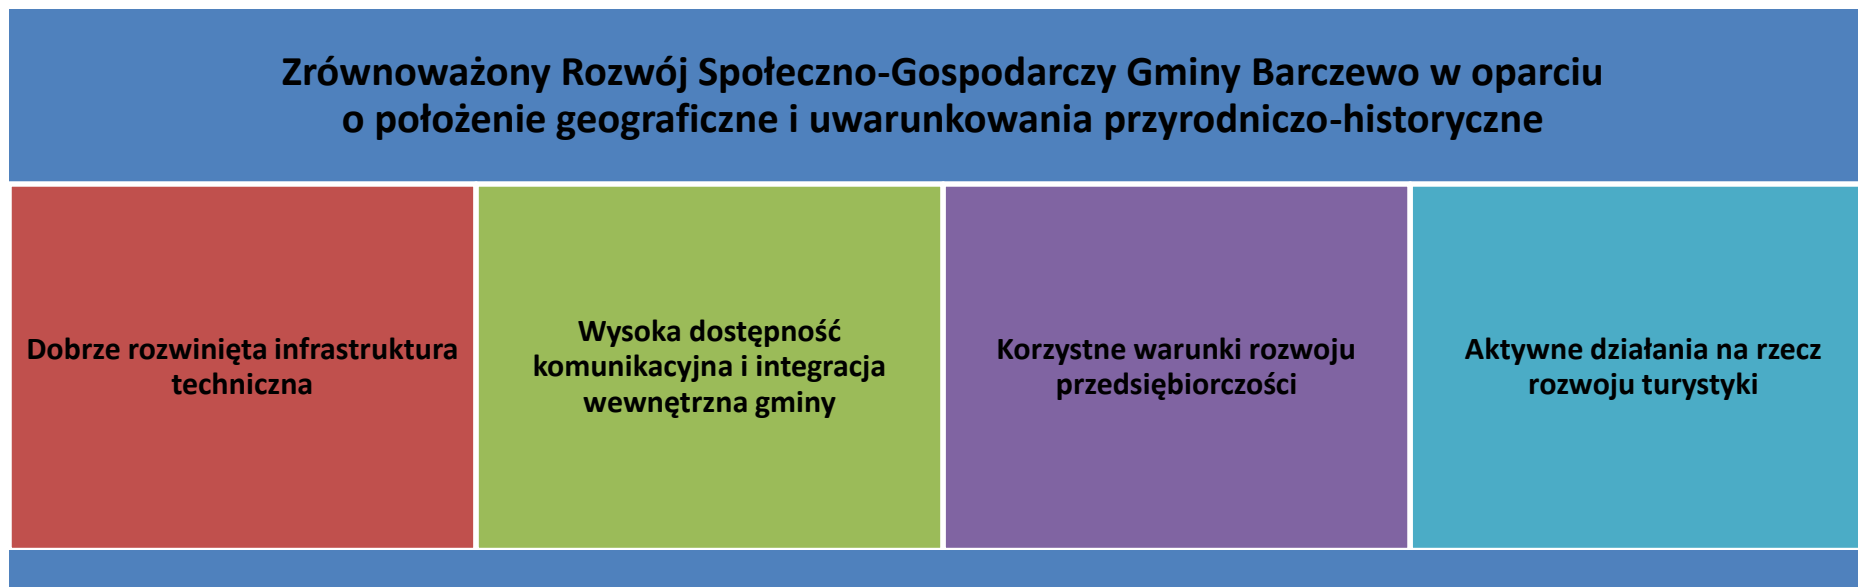 Zrównoważony Rozwój Społeczno-Gospodarczy Gminy Barczewo w oparciu
o położenie geograficzne i uwarunkowania przyrodniczo-historyczne
Dobrze rozwinięta infrastruktura
techniczna
Wysoka dostępność
komunikacyjna i integracja
wewnętrzna gminy
Korzystne warunki rozwoju
przedsiębiorczości
Aktywne działania na rzecz
rozwoju turystyki